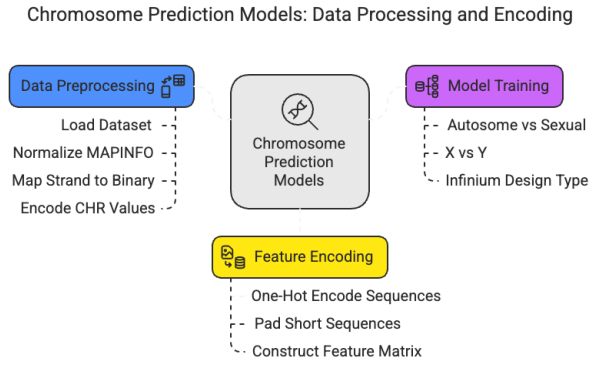 Chromosome Prediction Models: Data Processing and Encoding
Data Preprocessing
Load Dataset
Normalize MAPINFO
Map Strand to Binary
Encode CHR Values
Chromosome
Prediction
Models
Model Training
Autosome vs Sexual
X vs Y
Infinium Design Type
Feature Encoding
One-Hot Encode Sequences
Pad Short Sequences
Construct Feature Matrix